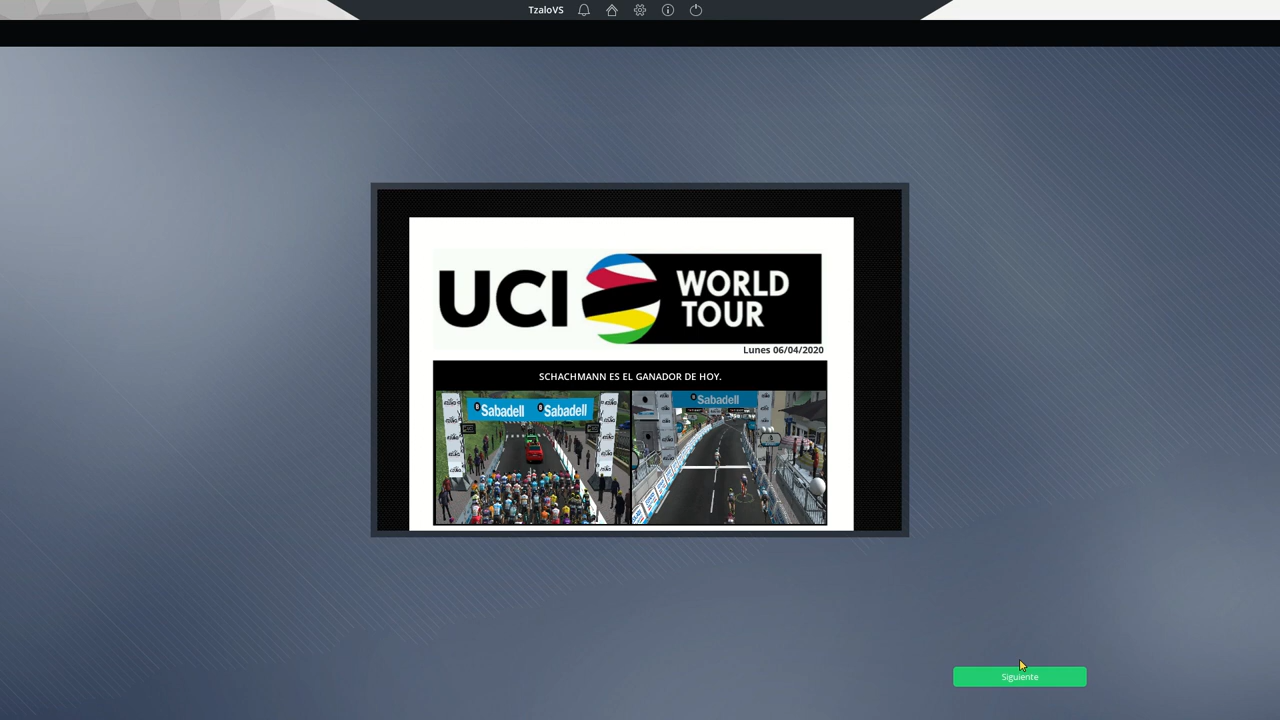 TzaloVS
UCI WORLD
TOUR
Lunes 06/04/2020
SCHACHMANN ES EL GANADOR DE HOY.
Sabadell Sabadell
Sabadell
Siguiente